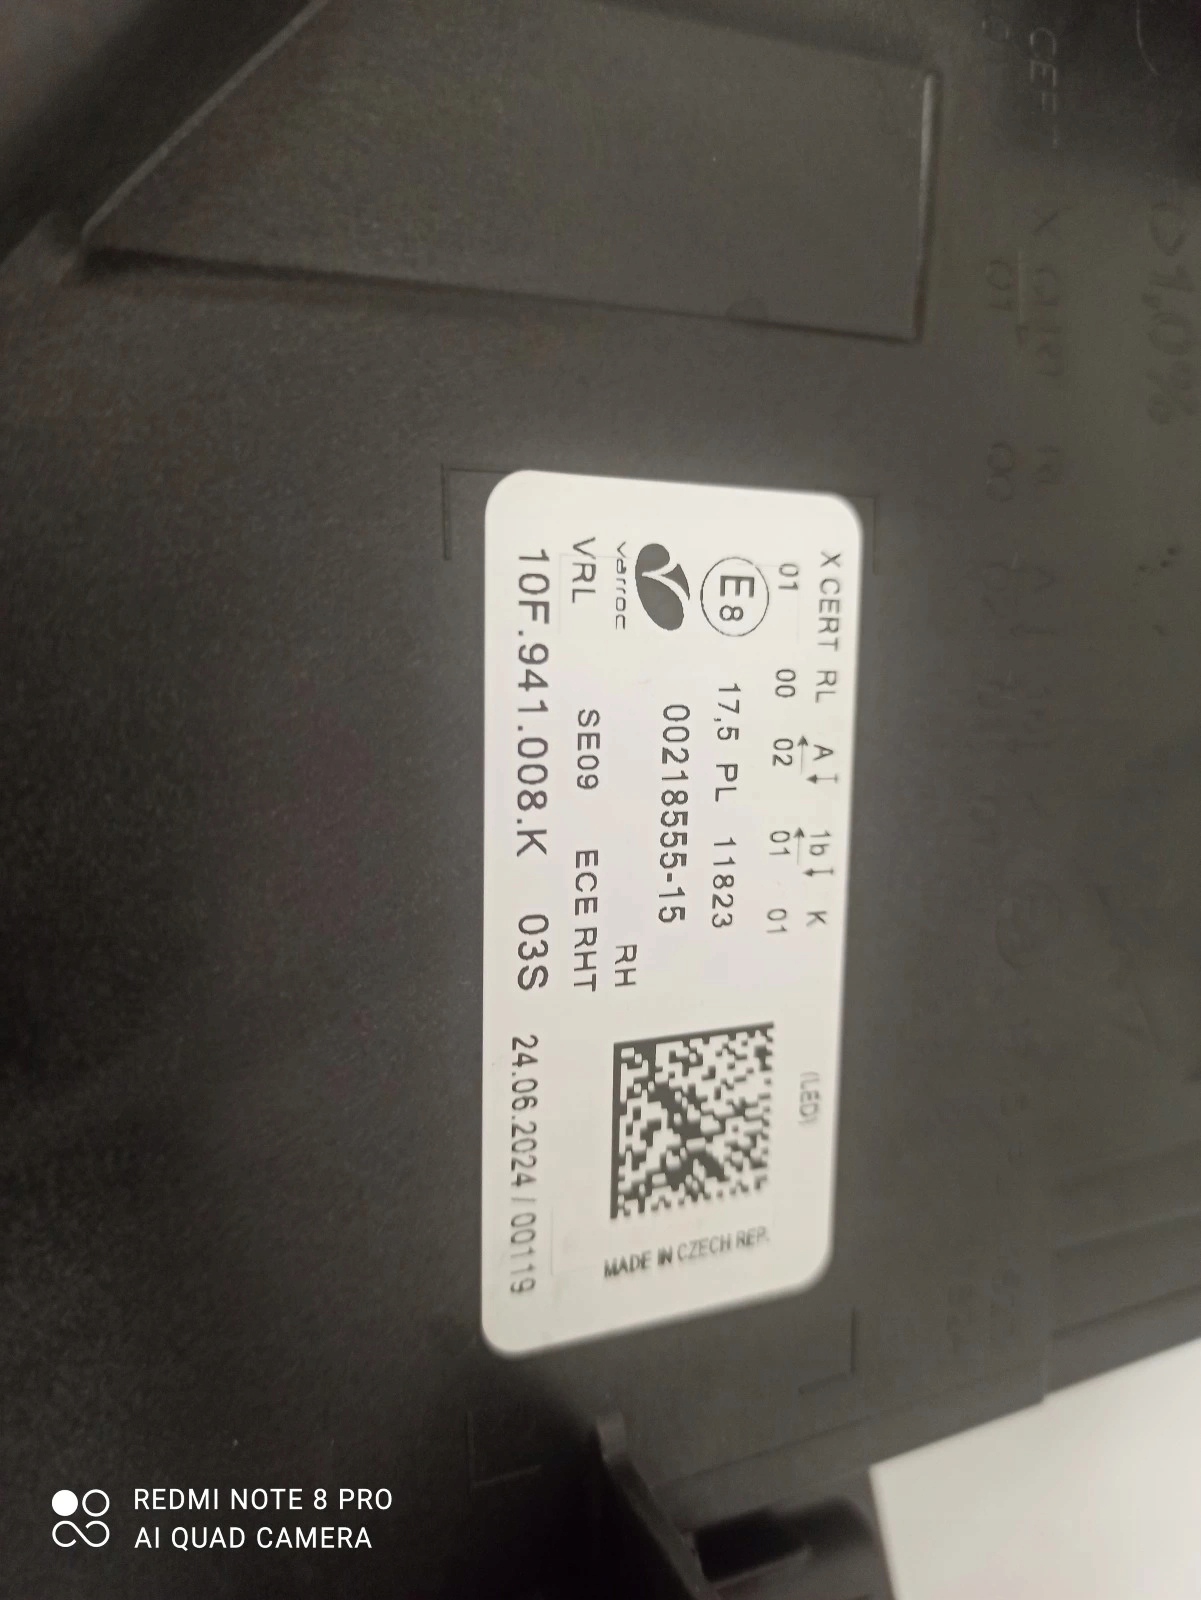 X CERT RL A 1b K
01 00 02 01 01
(LED)
E8 17,5 PL 11823
00218555-15
varroc
RH
VRL SE09 ECE RHT
10F.941.008.K 03S 24.06.2024 / 00119
MADE IN CZECH REP.
REDMI NOTE 8 PRO
AI QUAD CAMERA